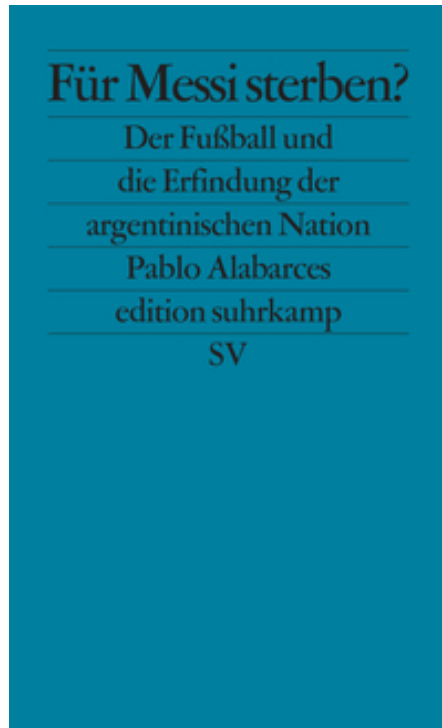 Für Messi sterben?
Der Fußball und
die Erfindung der
argentinischen Nation
Pablo Alabarces
edition suhrkamp
SV